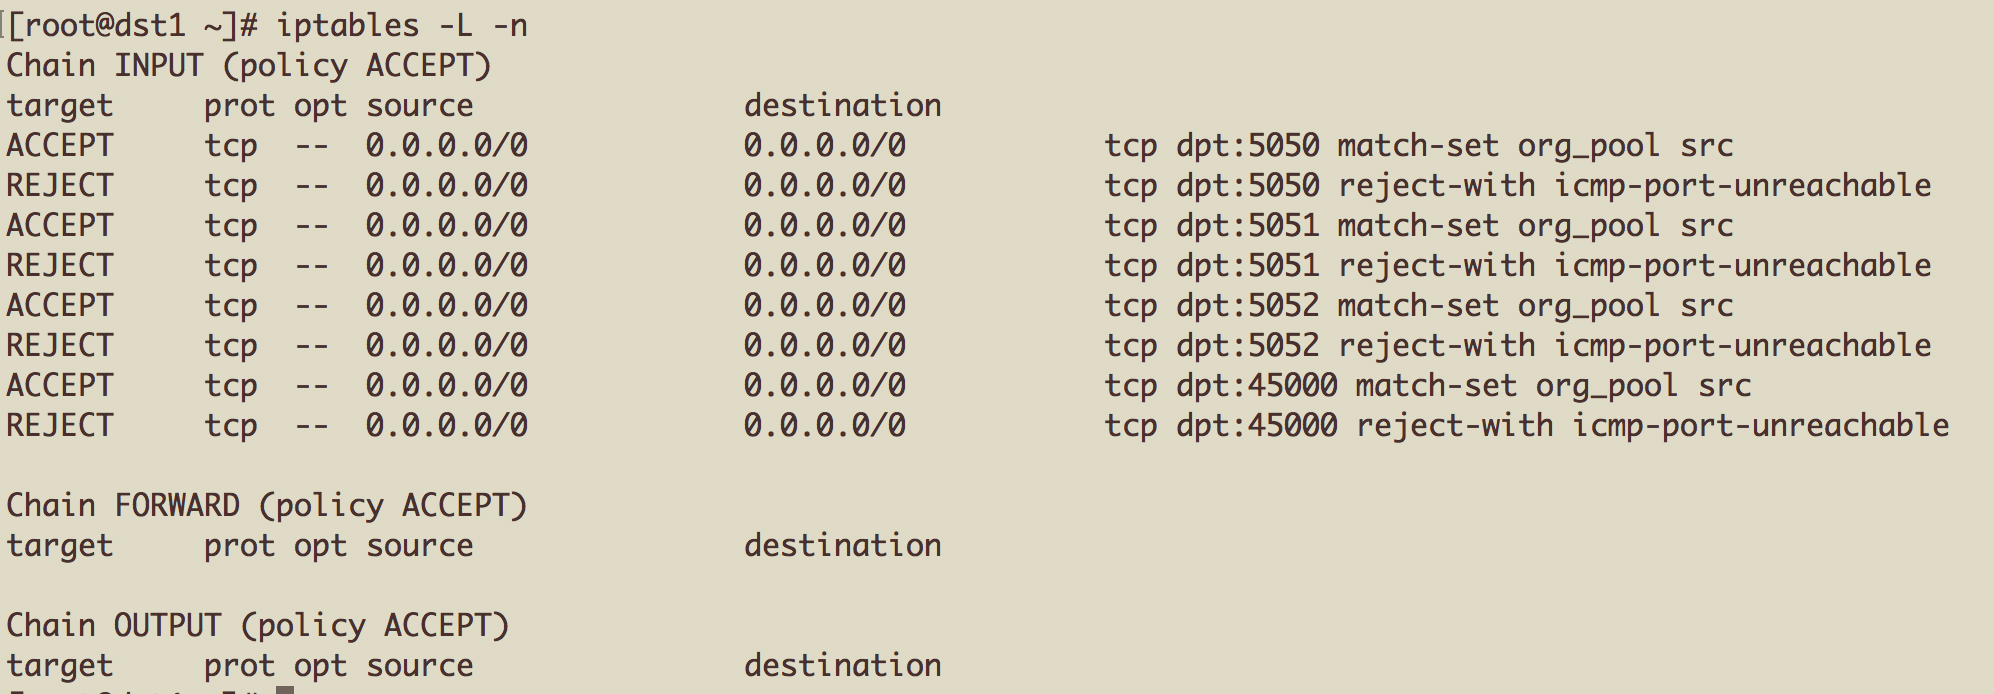 [root@dst1 ~]# iptables -L -n
Chain INPUT (policy ACCEPT)
target     prot opt source               destination
ACCEPT     tcp  --  0.0.0.0/0            0.0.0.0/0           tcp dpt:5050 match-set org_pool src
REJECT     tcp  --  0.0.0.0/0            0.0.0.0/0           tcp dpt:5050 reject-with icmp-port-unreachable
ACCEPT     tcp  --  0.0.0.0/0            0.0.0.0/0           tcp dpt:5051 match-set org_pool src
REJECT     tcp  --  0.0.0.0/0            0.0.0.0/0           tcp dpt:5051 reject-with icmp-port-unreachable
ACCEPT     tcp  --  0.0.0.0/0            0.0.0.0/0           tcp dpt:5052 match-set org_pool src
REJECT     tcp  --  0.0.0.0/0            0.0.0.0/0           tcp dpt:5052 reject-with icmp-port-unreachable
ACCEPT     tcp  --  0.0.0.0/0            0.0.0.0/0           tcp dpt:45000 match-set org_pool src
REJECT     tcp  --  0.0.0.0/0            0.0.0.0/0           tcp dpt:45000 reject-with icmp-port-unreachable
Chain FORWARD (policy ACCEPT)
target     prot opt source               destination
Chain OUTPUT (policy ACCEPT)
target     prot opt source               destination